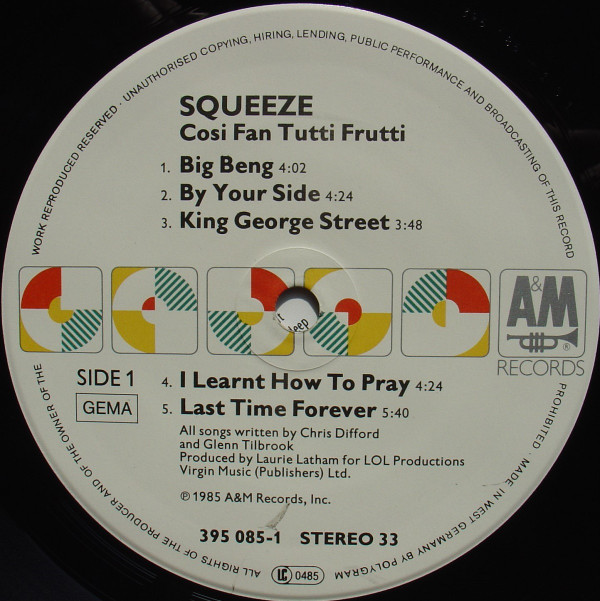 WORK REPRODUCED RESERVED · UNAUTHORISED COPYING, HIRING, LENDING, PUBLIC PERFORMANCE AND BROADCASTING OF THIS RECORD
SQUEEZE
Cosi Fan Tutti Frutti
1. Big Beng 4:02
2. By Your Side 4:24
3. King George Street 3:48
A&M
®
RECORDS
deep
SIDE 1
GEMA
4. I Learnt How To Pray 4:24
5. Last Time Forever 5:40
All songs written by Chris Difford
and Glenn Tilbrook
Produced by Laurie Latham for LOL Productions
Virgin Music (Publishers) Ltd.
℗ 1985 A&M Records, Inc.
395 085-1 STEREO 33
LC 0485
ALL RIGHTS OF THE PRODUCER AND OF THE OWNER OF THE
PROHIBITED · MADE IN WEST GERMANY BY POLYGRAM